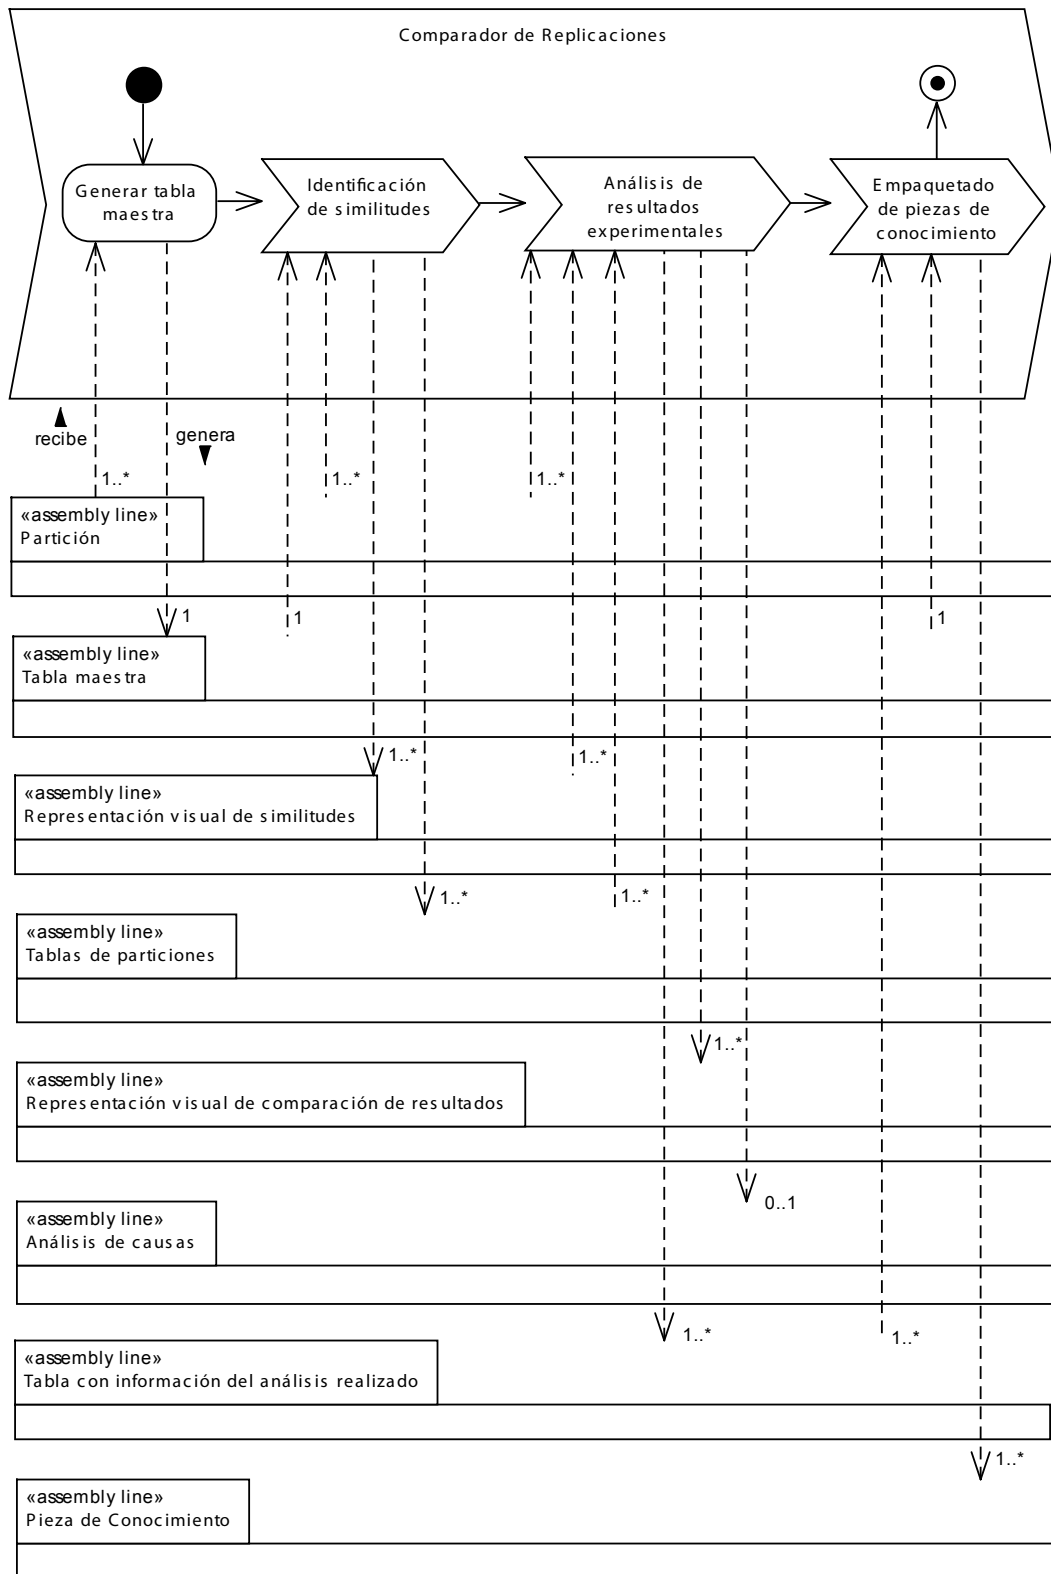 Comparador de Replicaciones
Generar tabla
maestra
Identificación
de similitudes
Análisis de
resultados
experimentales
Empaquetado
de piezas de
conocimiento
recibe
genera
1..*
1..*
1..*
«assembly line»
Partición
1
1
1
«assembly line»
Tabla maestra
1..*
1..*
«assembly line»
Representación visual de similitudes
1..*
1..*
«assembly line»
Tablas de particiones
1..*
«assembly line»
Representación visual de comparación de resultados
0..1
«assembly line»
Análisis de causas
1..*
1..*
«assembly line»
Tabla con información del análisis realizado
1..*
«assembly line»
Pieza de Conocimiento